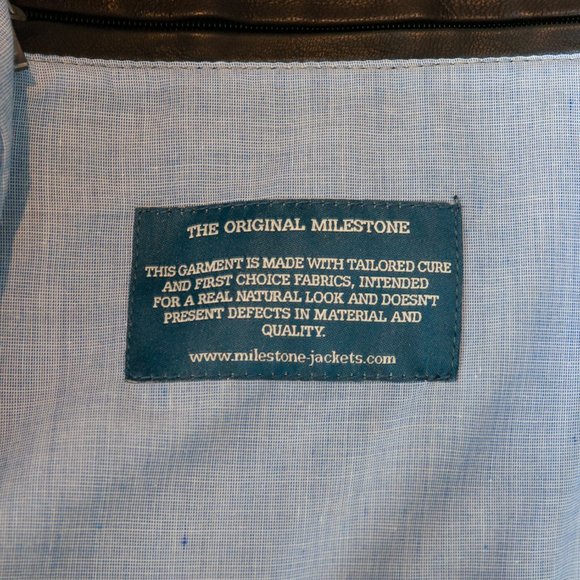 THE ORIGINAL MILESTONE
THIS GARMENT IS MADE WITH TAILORED CURE
AND FIRST CHOICE FABRICS, INTENDED
FOR A REAL NATURAL LOOK AND DOESN'T
PRESENT DEFECTS IN MATERIAL AND
QUALITY.
www.milestone-jackets.com